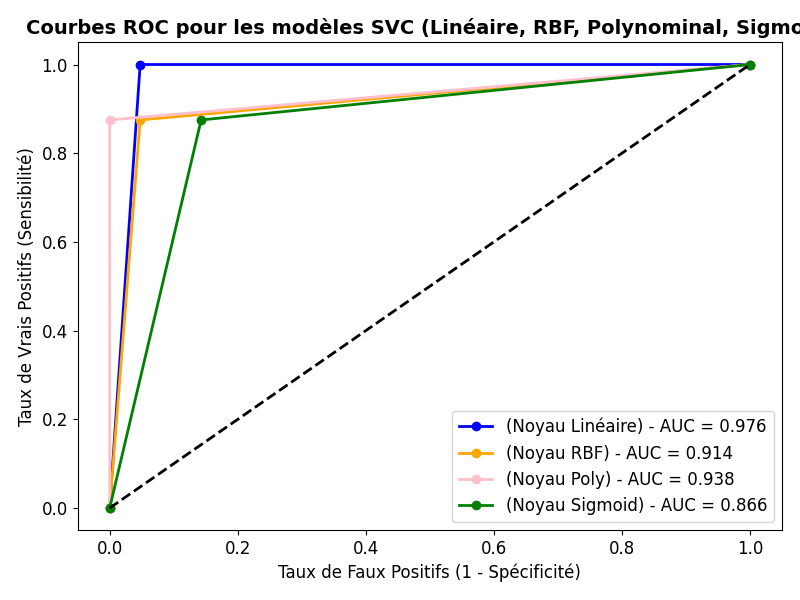 Courbes ROC pour les modèles SVC (Linéaire, RBF, Polynominal, Sigmo
1.0
0.8
0.6
0.4
0.2
0.0
Taux de Vrais Positifs (Sensibilité)
(Noyau Linéaire) - AUC = 0.976
(Noyau RBF) - AUC = 0.914
(Noyau Poly) - AUC = 0.938
(Noyau Sigmoid) - AUC = 0.866
0.0 0.2 0.4 0.6 0.8 1.0
Taux de Faux Positifs (1 - Spécificité)